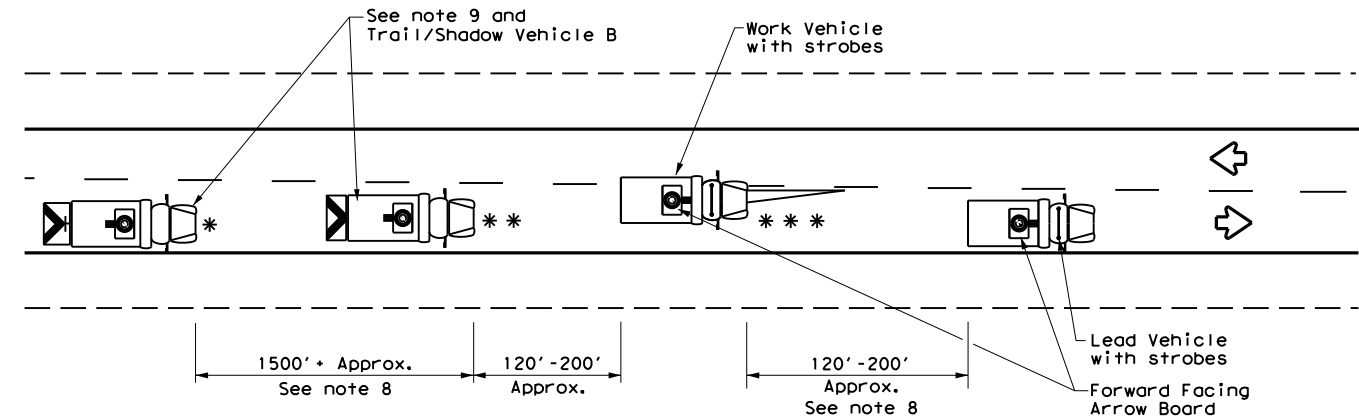 See note 9 and
Trail/Shadow Vehicle B
Work Vehicle
with strobes
* ** ***
1500'+ Approx.
See note 8
120'-200'
Approx.
120'-200'
Approx.
See note 8
Lead Vehicle
with strobes
Forward Facing
Arrow Board